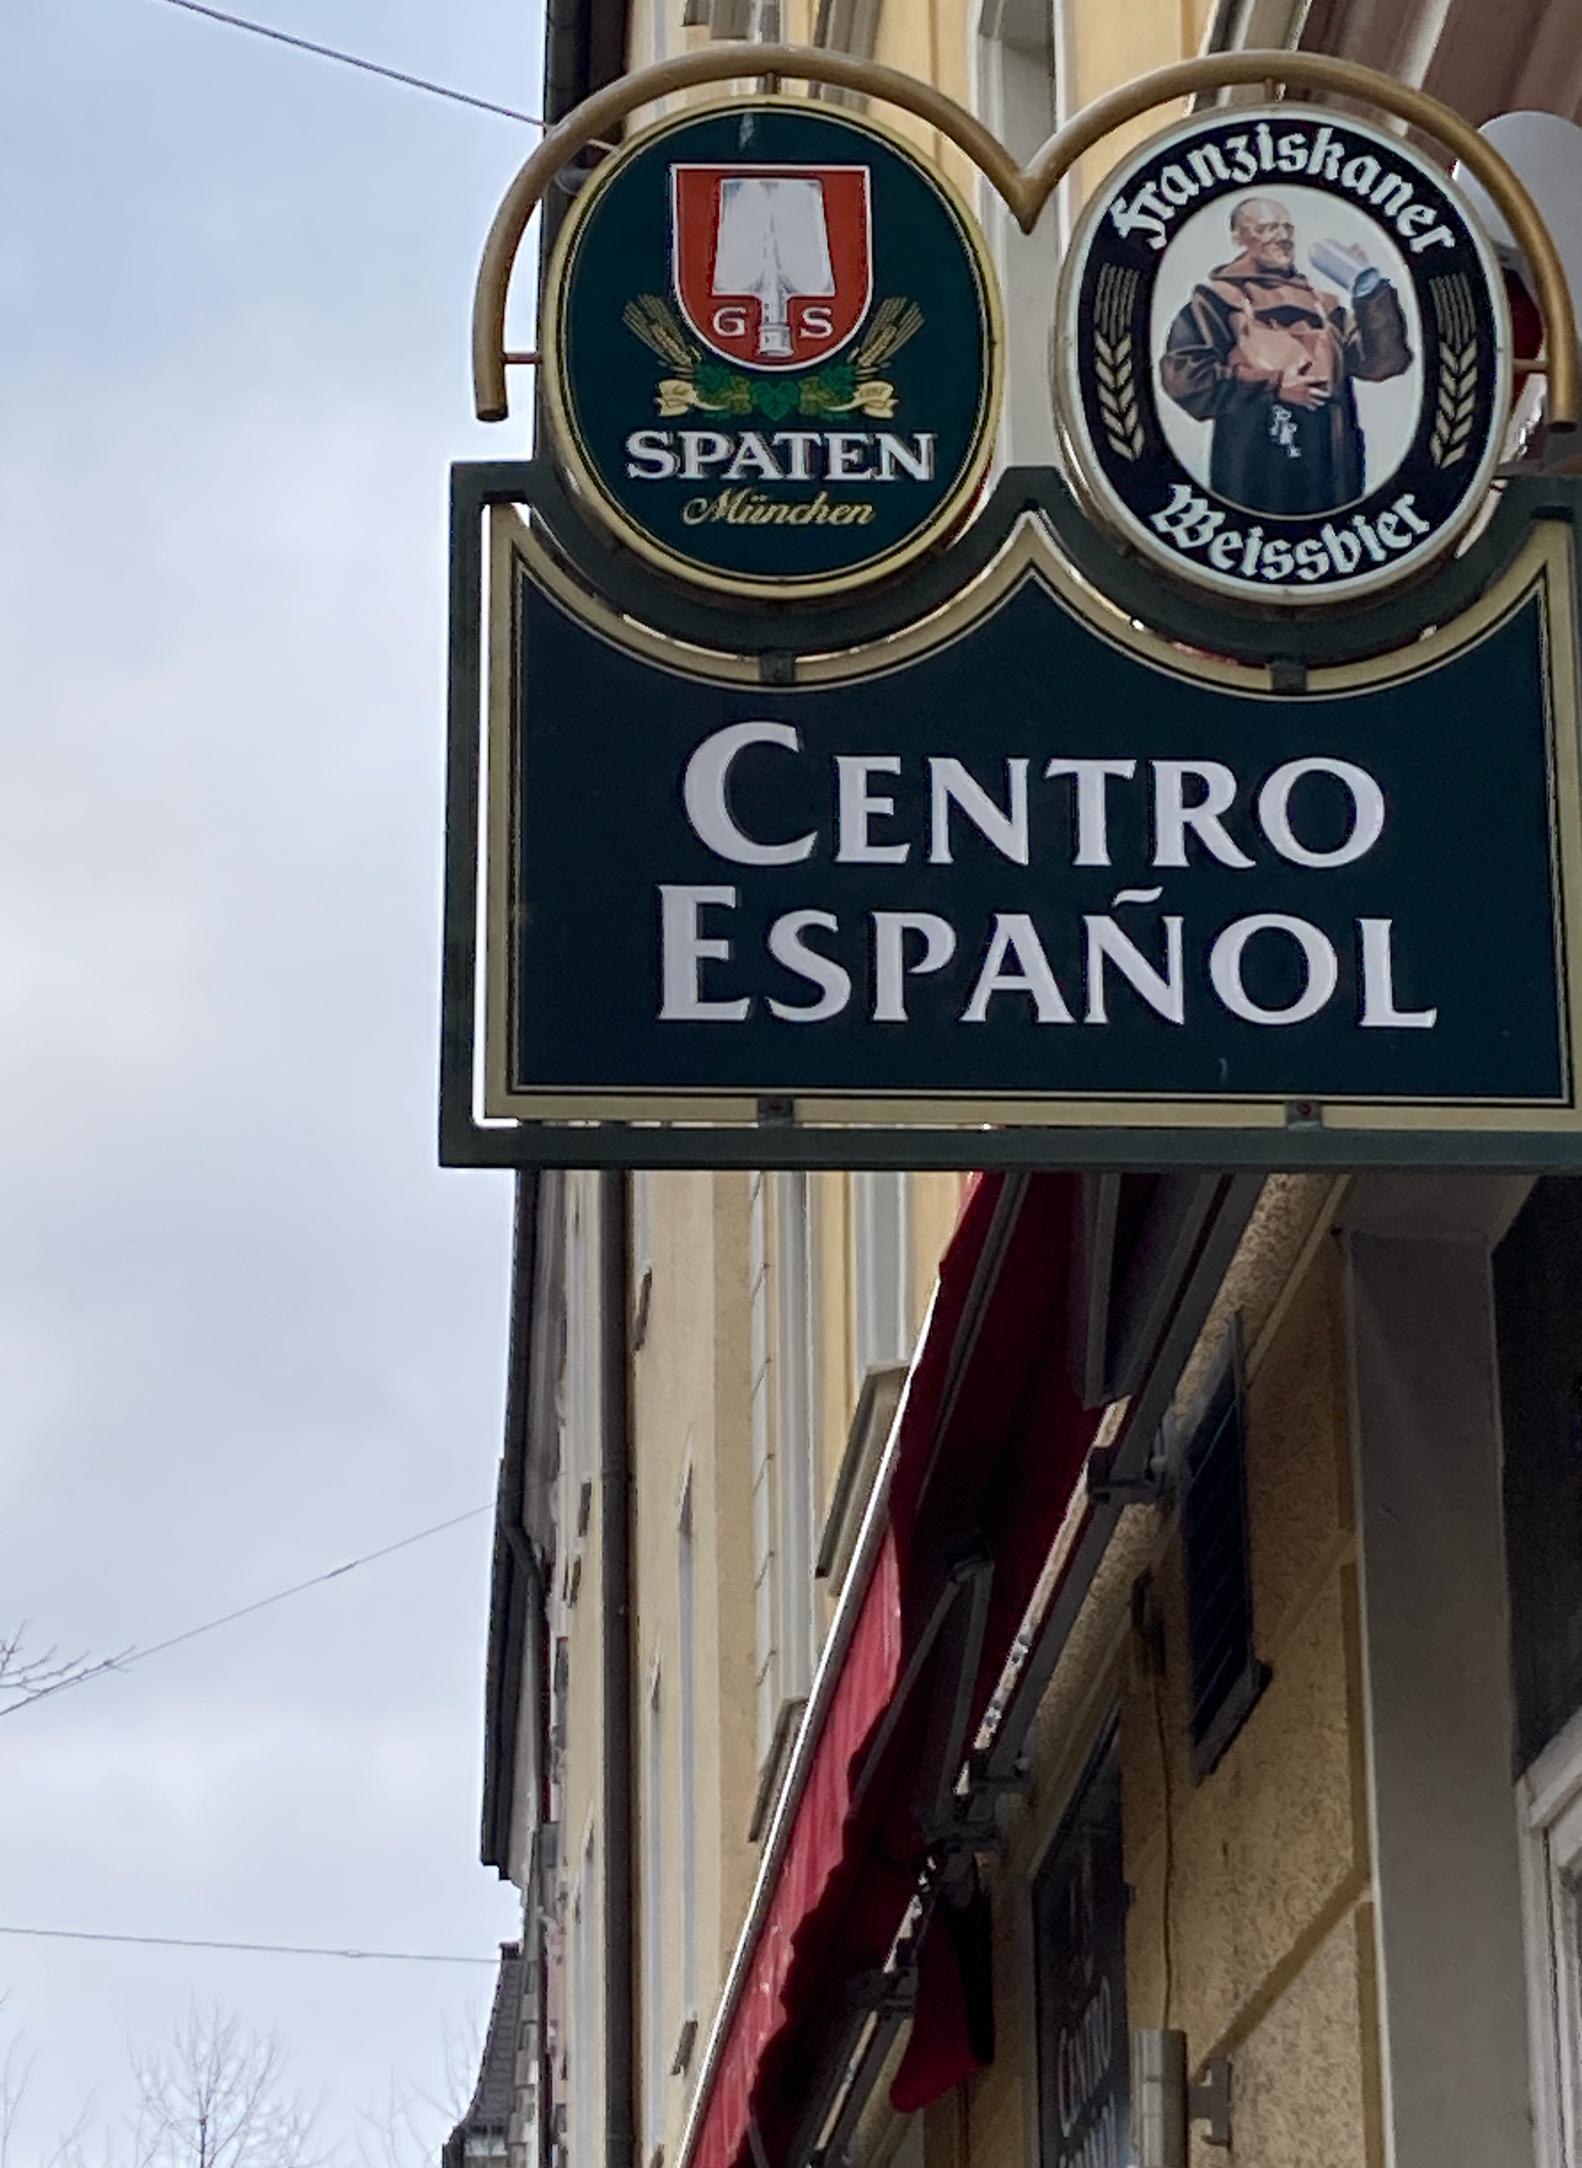 G S
SPATEN
München
Franziskaner
Weissbier
CENTRO
ESPAÑOL